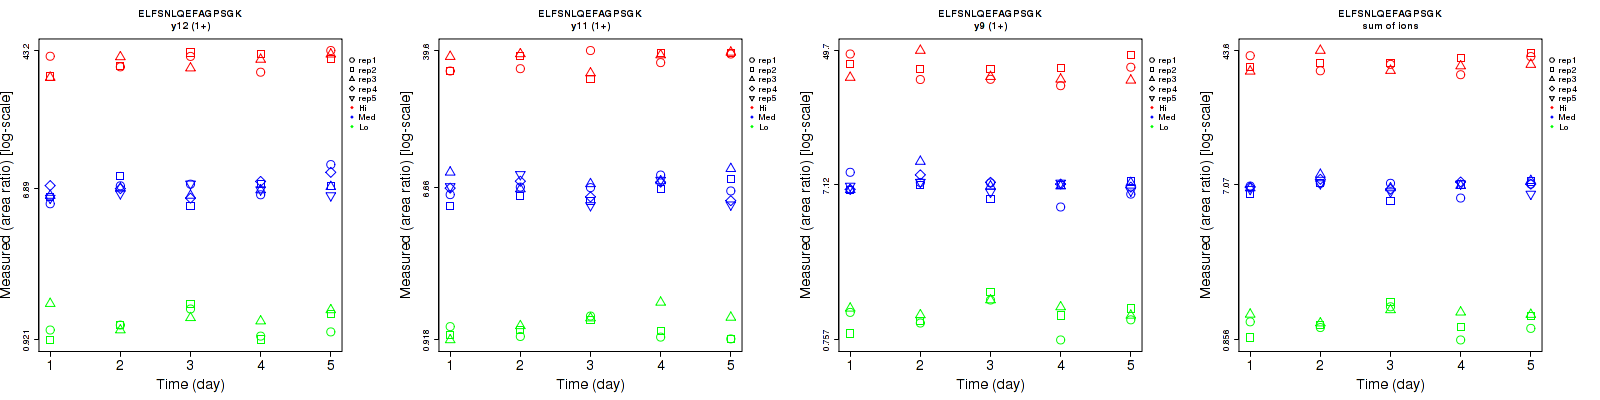 ELFSNLQEFAGPSGK
y12 (1+)
Measured (area ratio) [log-scale]
43.2
6.89
0.921
1 2 3 4 5
Time (day)
rep1
rep2
rep3
rep4
rep5
Hi
Med
Lo
ELFSNLQEFAGPSGK
y11 (1+)
Measured (area ratio) [log-scale]
39.6
6.66
0.918
1 2 3 4 5
Time (day)
rep1
rep2
rep3
rep4
rep5
Hi
Med
Lo
ELFSNLQEFAGPSGK
y9 (1+)
Measured (area ratio) [log-scale]
49.7
7.12
0.757
1 2 3 4 5
Time (day)
rep1
rep2
rep3
rep4
rep5
Hi
Med
Lo
ELFSNLQEFAGPSGK
sum of ions
Measured (area ratio) [log-scale]
43.6
7.07
0.856
1 2 3 4 5
Time (day)
rep1
rep2
rep3
rep4
rep5
Hi
Med
Lo